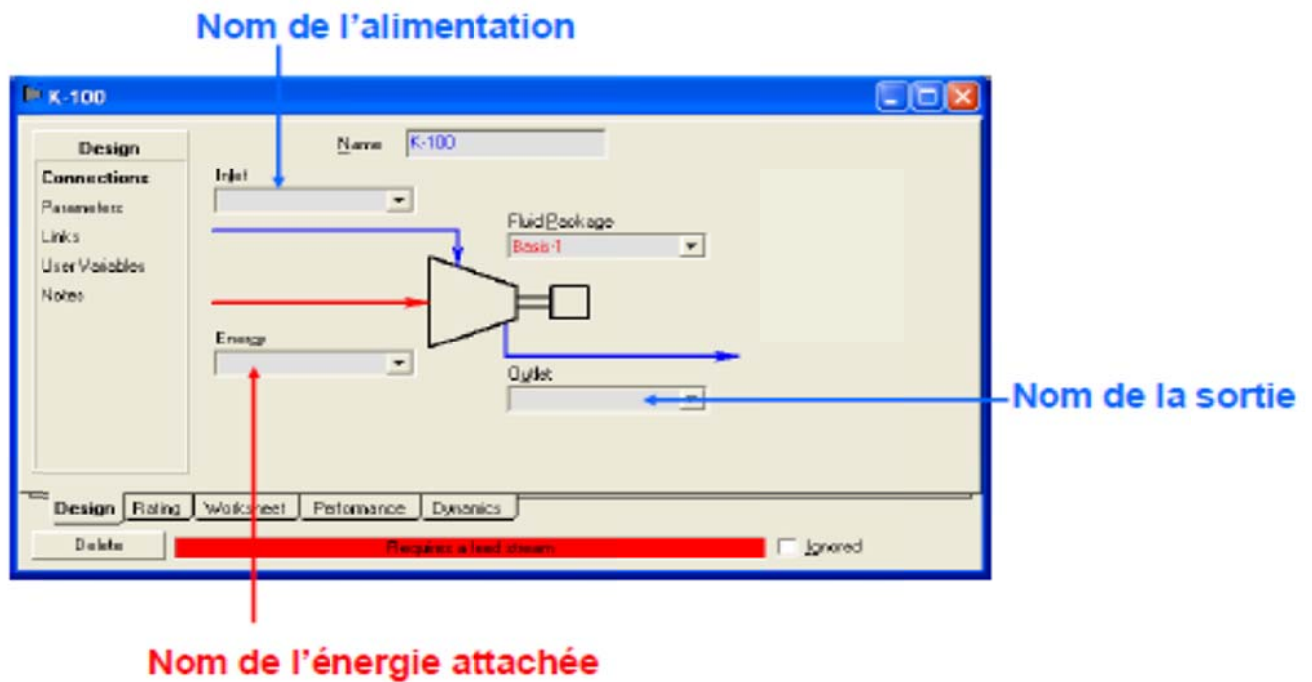 Nom de l'alimentation
K-100
Design
Name K-100
Connections
Inlet
Parameters
Links
Fluid Package
User Variables
Basis-1
Notes
Energy
Outlet
Nom de la sortie
Design Rating Worksheet Performance Dynamics
Delete Requires a feed stream Ignored
Nom de l'énergie attachée